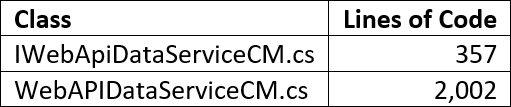 Class Lines of Code
IWebApiDataServiceCM.cs 357
WebAPIDataServiceCM.cs 2,002